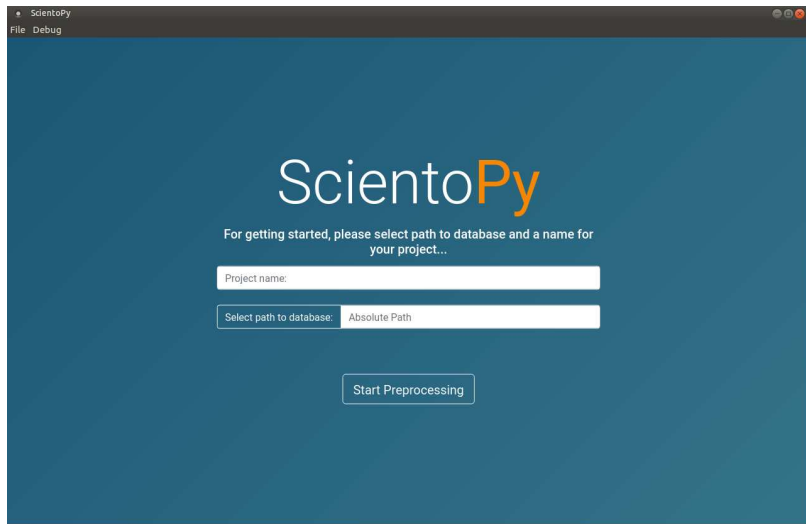 ScientoPy
File Debug
ScientoPy
For getting started, please select path to database and a name for
your project...
Project name:
Select path to database: Absolute Path
Start Preprocessing